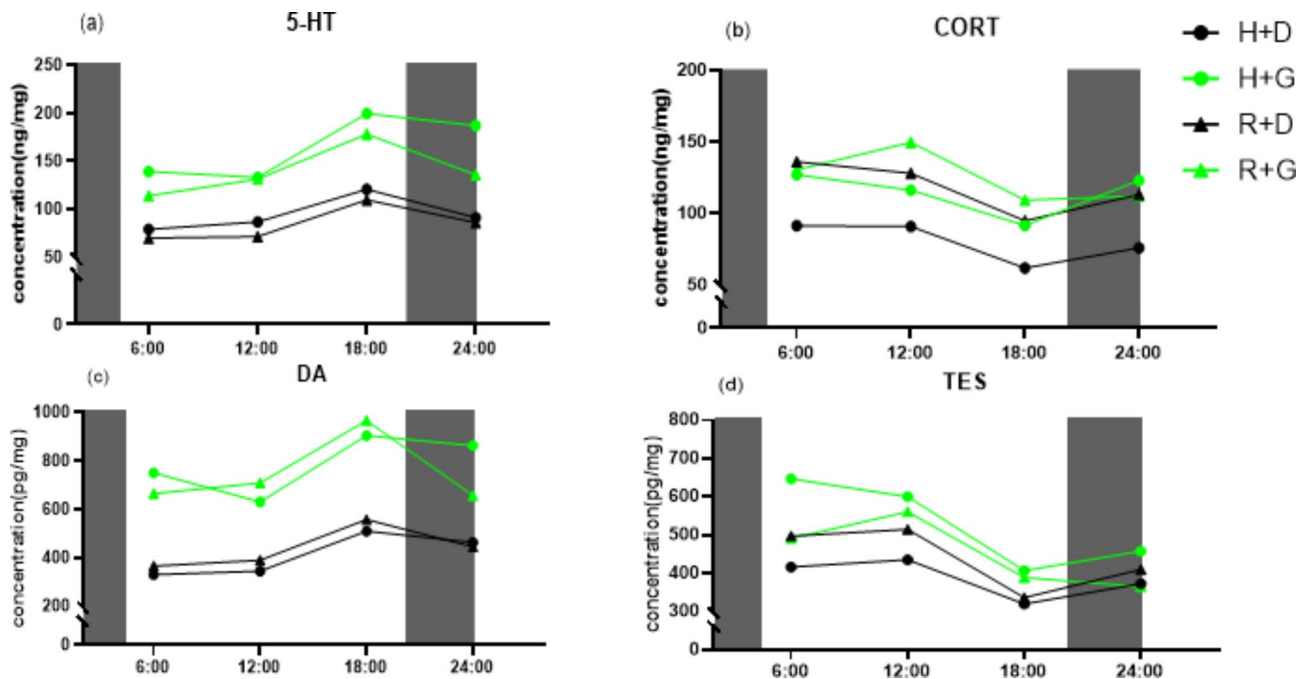 (a)
5-HT
concentration(ng/mg)
250
200
150
100
50
0
6:00
12:00
18:00
24:00
(b)
CORT
concentration(ng/mg)
200
150
100
50
0
6:00
12:00
18:00
24:00
H+D
H+G
R+D
R+G
(c)
DA
concentration(pg/mg)
1000
800
600
400
200
0
6:00
12:00
18:00
24:00
(d)
TES
concentration(pg/mg)
800
700
600
500
400
300
0
6:00
12:00
18:00
24:00